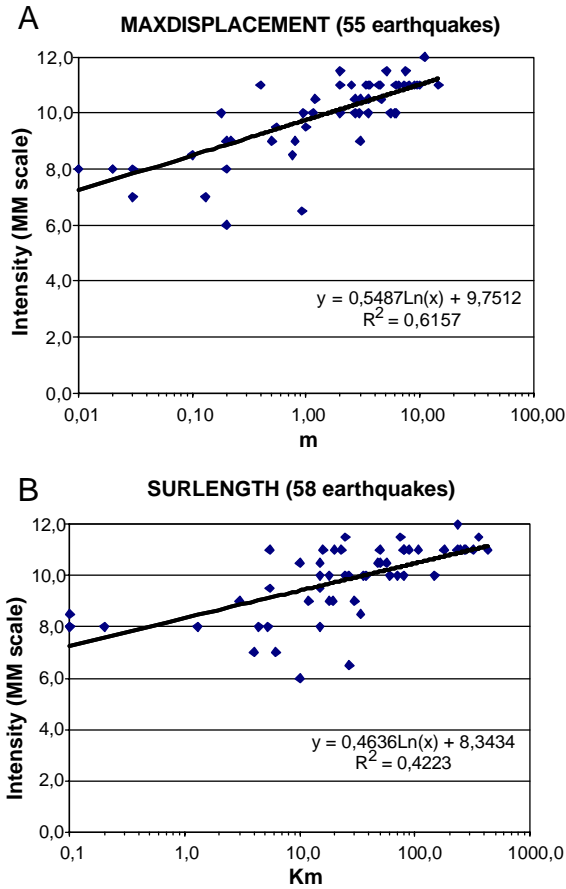 A
MAXDISPLACEMENT (55 earthquakes)
Intensity (MM scale)
12,0
10,0
8,0
6,0
4,0
2,0
0,0
y = 0,5487Ln(x) + 9,7512
R² = 0,6157
0,01 0,10 1,00 10,00 100,00
m
B
SURLENGTH (58 earthquakes)
Intensity (MM scale)
12,0
10,0
8,0
6,0
4,0
2,0
0,0
y = 0,4636Ln(x) + 8,3434
R² = 0,4223
0,1 1,0 10,0 100,0 1000,0
Km